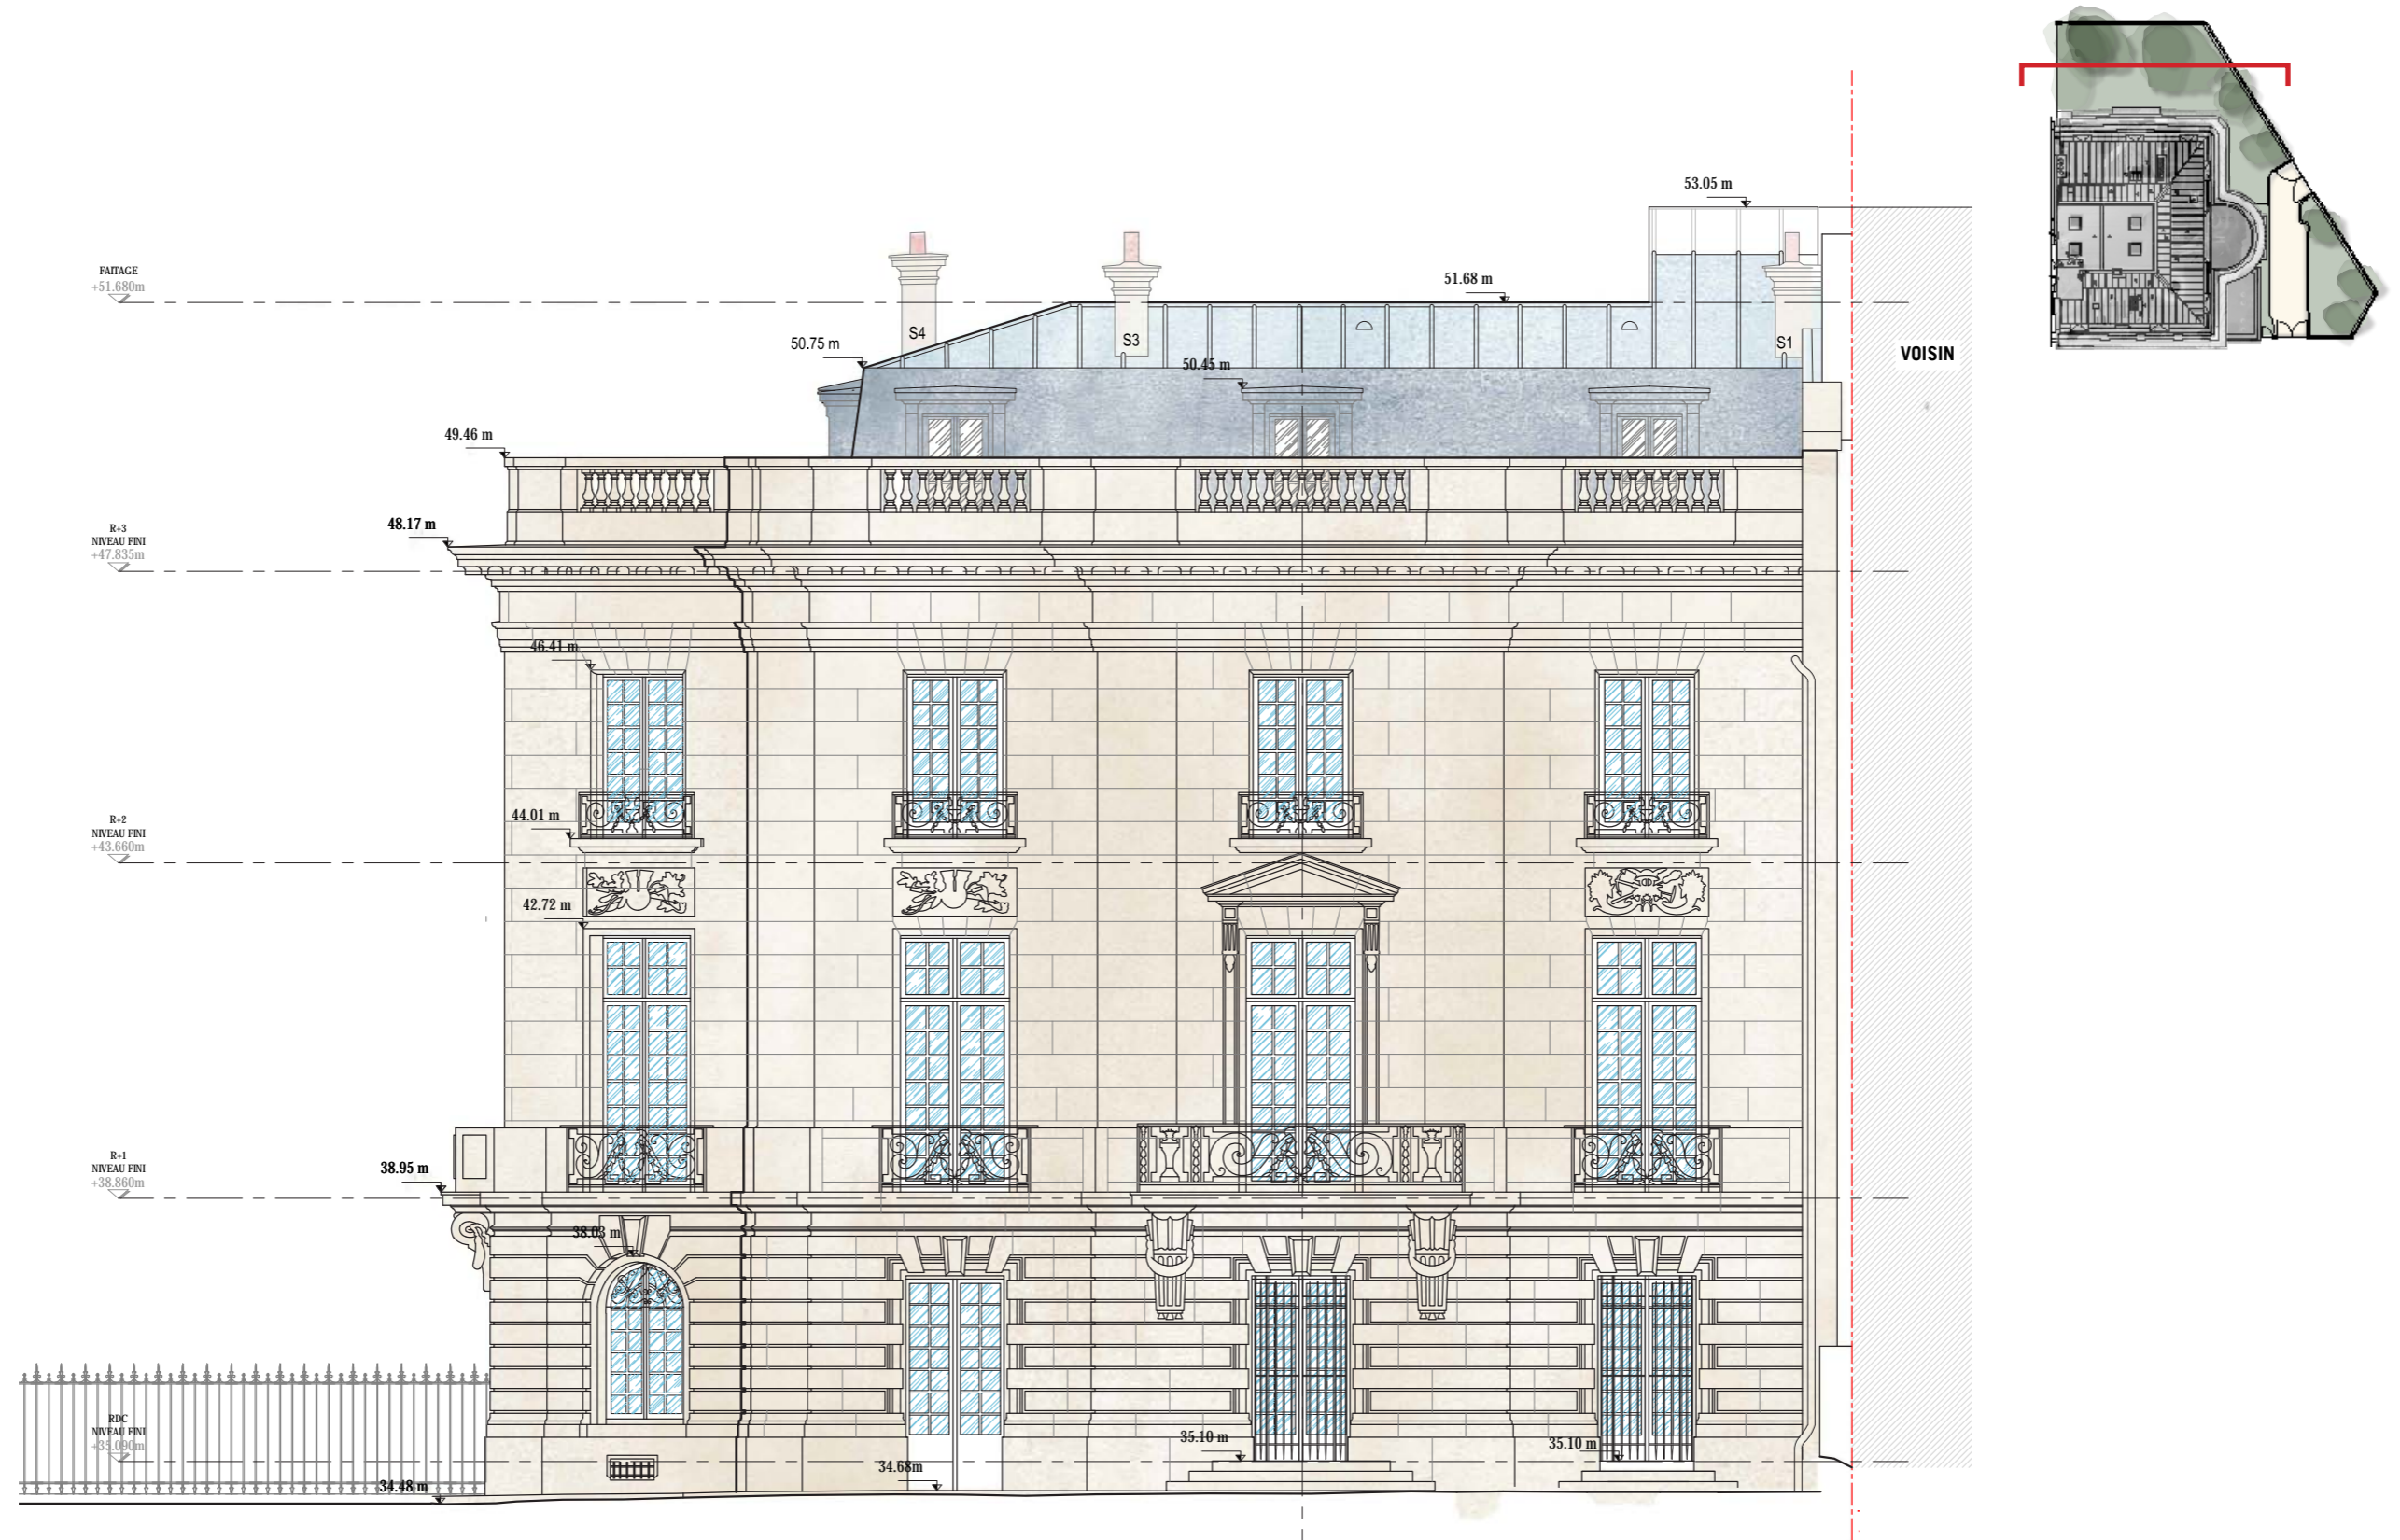 53.05 m
FAITAGE
+51.680m
51.68 m
S4
S3
S1
50.75 m
50.45 m
VOISIN
49.46 m
48.17 m
R+3
NIVEAU FINI
+47.835m
46.41 m
44.01 m
R+2
NIVEAU FINI
+43.660m
42.72 m
R+1
NIVEAU FINI
+38.860m
38.95 m
38.03 m
RDC
NIVEAU FINI
+35.090m
35.10 m
35.10 m
34.68m
34.48 m